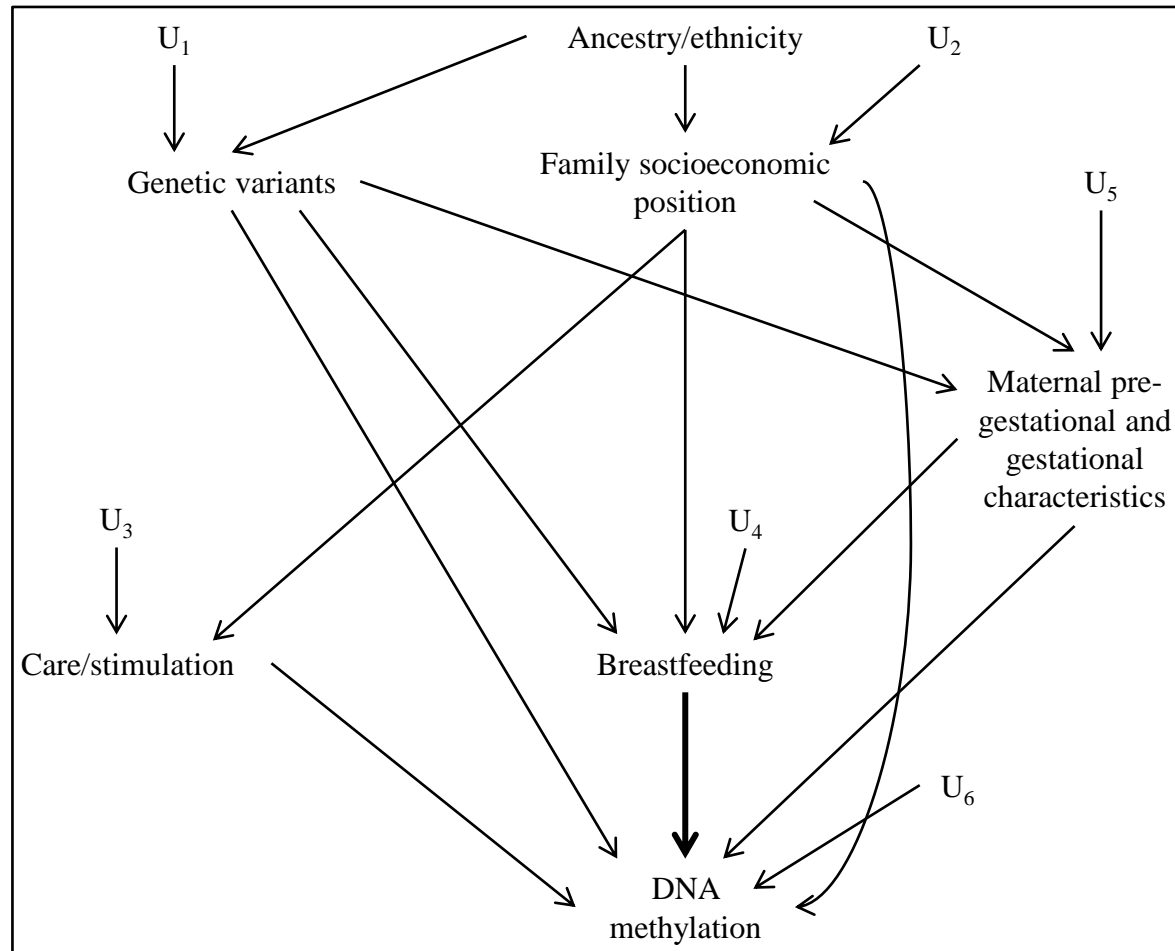 U1
Ancestry/ethnicity
U2
Genetic variants
Family socioeconomic
position
U5
Maternal pre-
gestational and
gestational
characteristics
U3
U4
Care/stimulation
Breastfeeding
U6
DNA
methylation